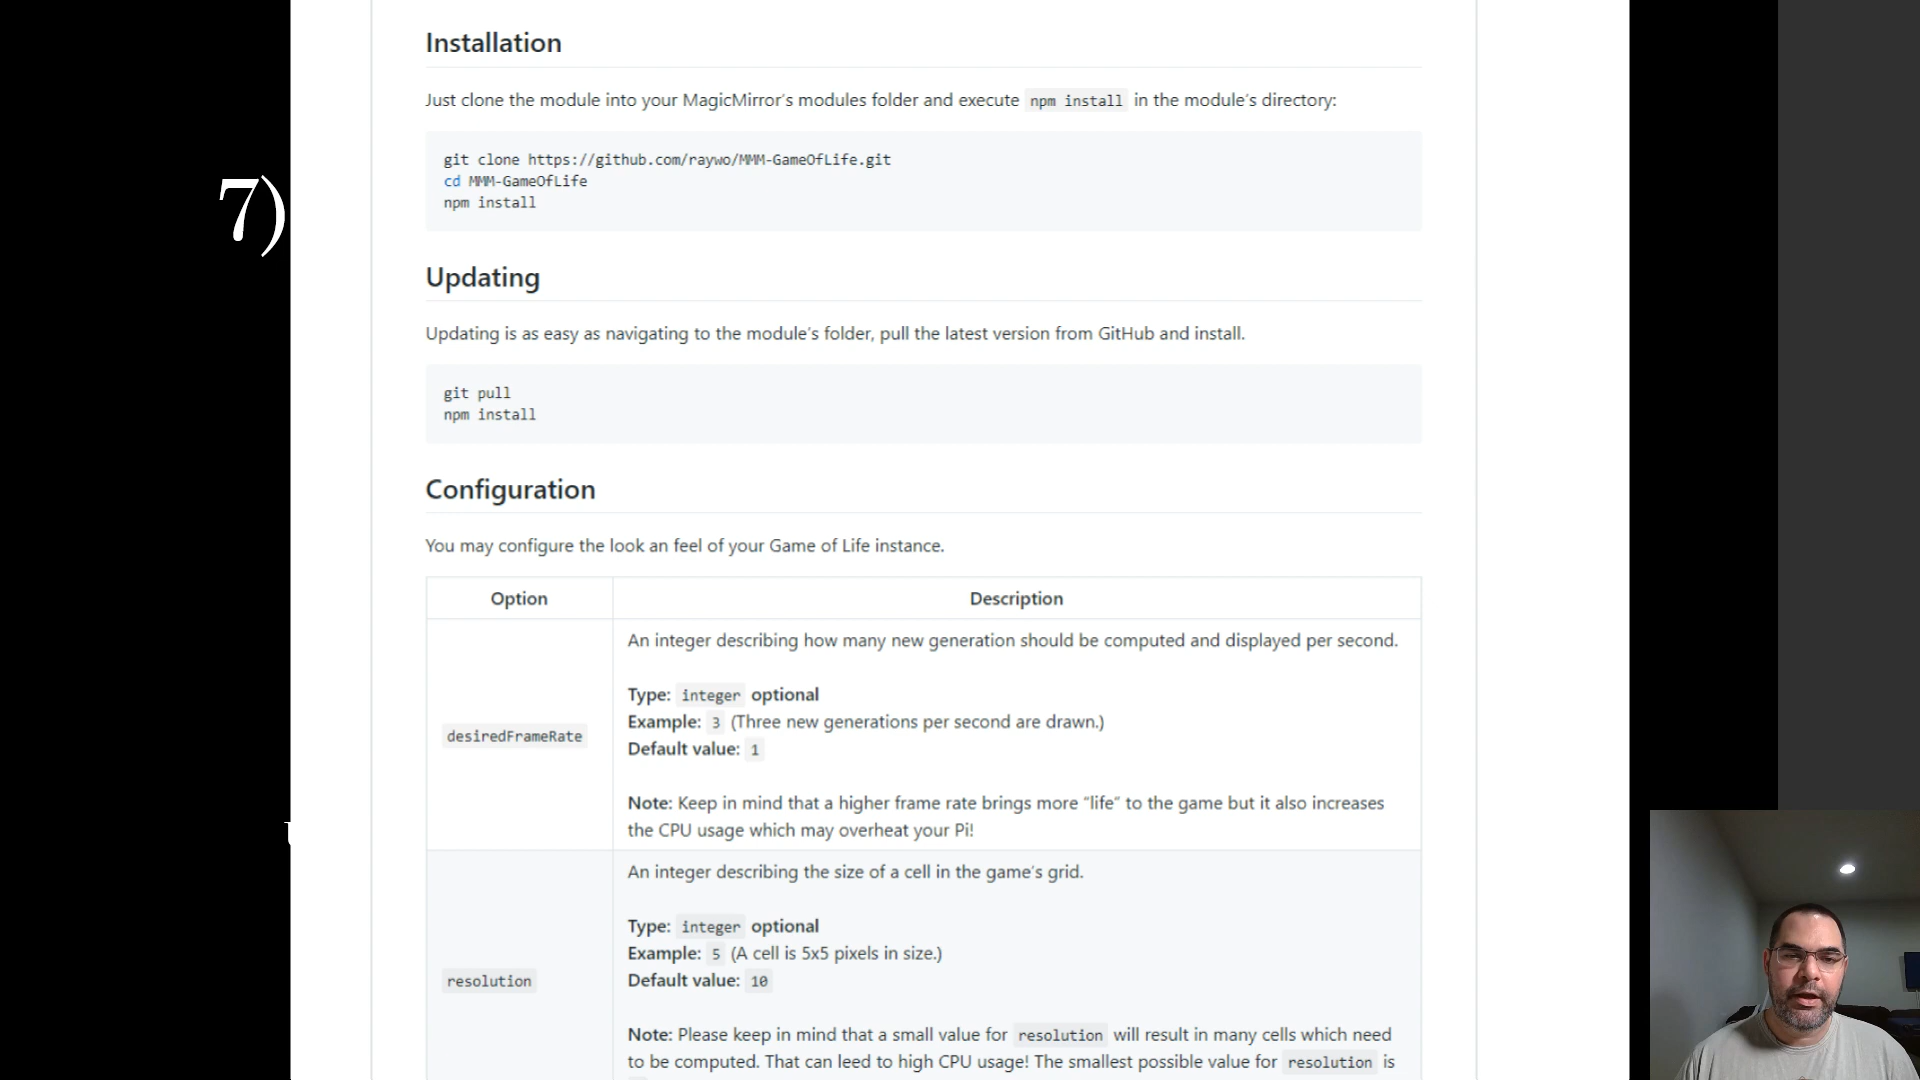 7)
Installation
Just clone the module into your MagicMirror's modules folder and execute npm install in the module's directory:
git clone https://github.com/raywo/MMM-GameOfLife.git
cd MMM-GameOfLife
npm install
Updating
Updating is as easy as navigating to the module's folder, pull the latest version from GitHub and install.
git pull
npm install
Configuration
You may configure the look an feel of your Game of Life instance.
Option Description
An integer describing how many new generation should be computed and displayed per second.
Type: integer optional
Example: 3 (Three new generations per second are drawn.)
desiredFrameRate
Default value: 1
Note: Keep in mind that a higher frame rate brings more "life" to the game but it also increases
the CPU usage which may overheat your Pi!
An integer describing the size of a cell in the game's grid.
Type: integer optional
Example: 5 (A cell is 5x5 pixels in size.)
resolution
Default value: 10
Note: Please keep in mind that a small value for resolution will result in many cells which need
to be computed. That can leed to high CPU usage! The smallest possible value for resolution is